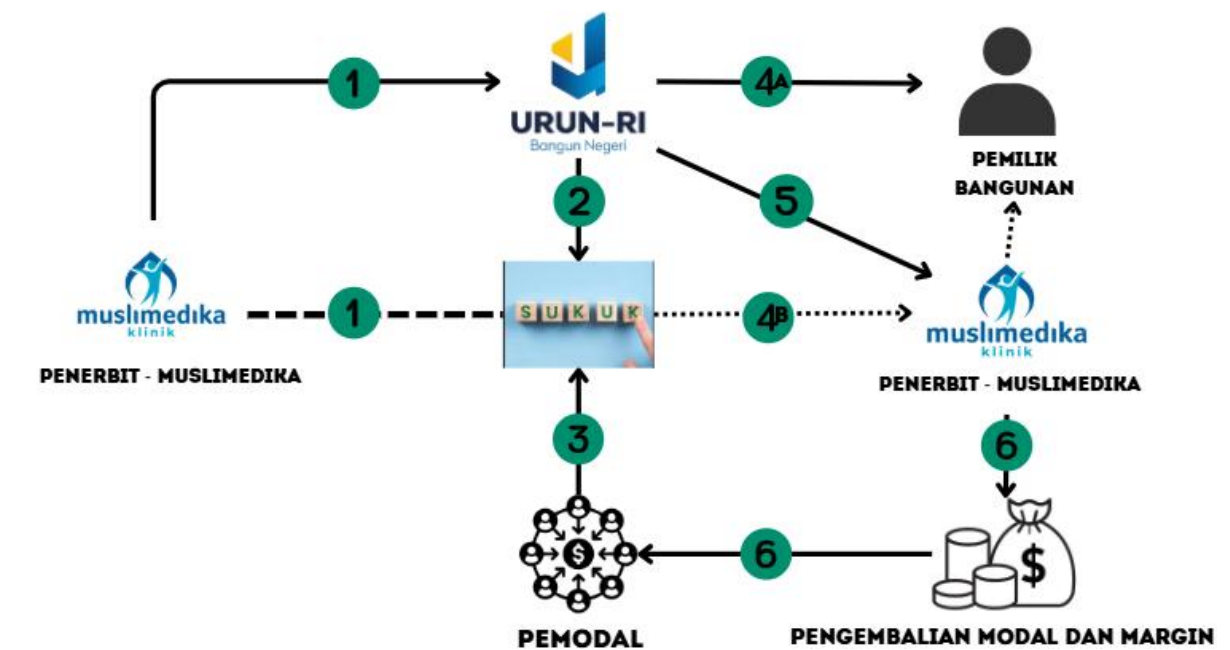 1
4A
URUN-RI
Bangun Negeri
PEMILIK
BANGUNAN
2
5
muslimedika
klinik
1
SUKUK
4B
muslimedika
klinik
PENERBIT - MUSLIMEDIKA
PENERBIT - MUSLIMEDIKA
3
6
$
6
$
PEMODAL
PENGEMBALIAN MODAL DAN MARGIN